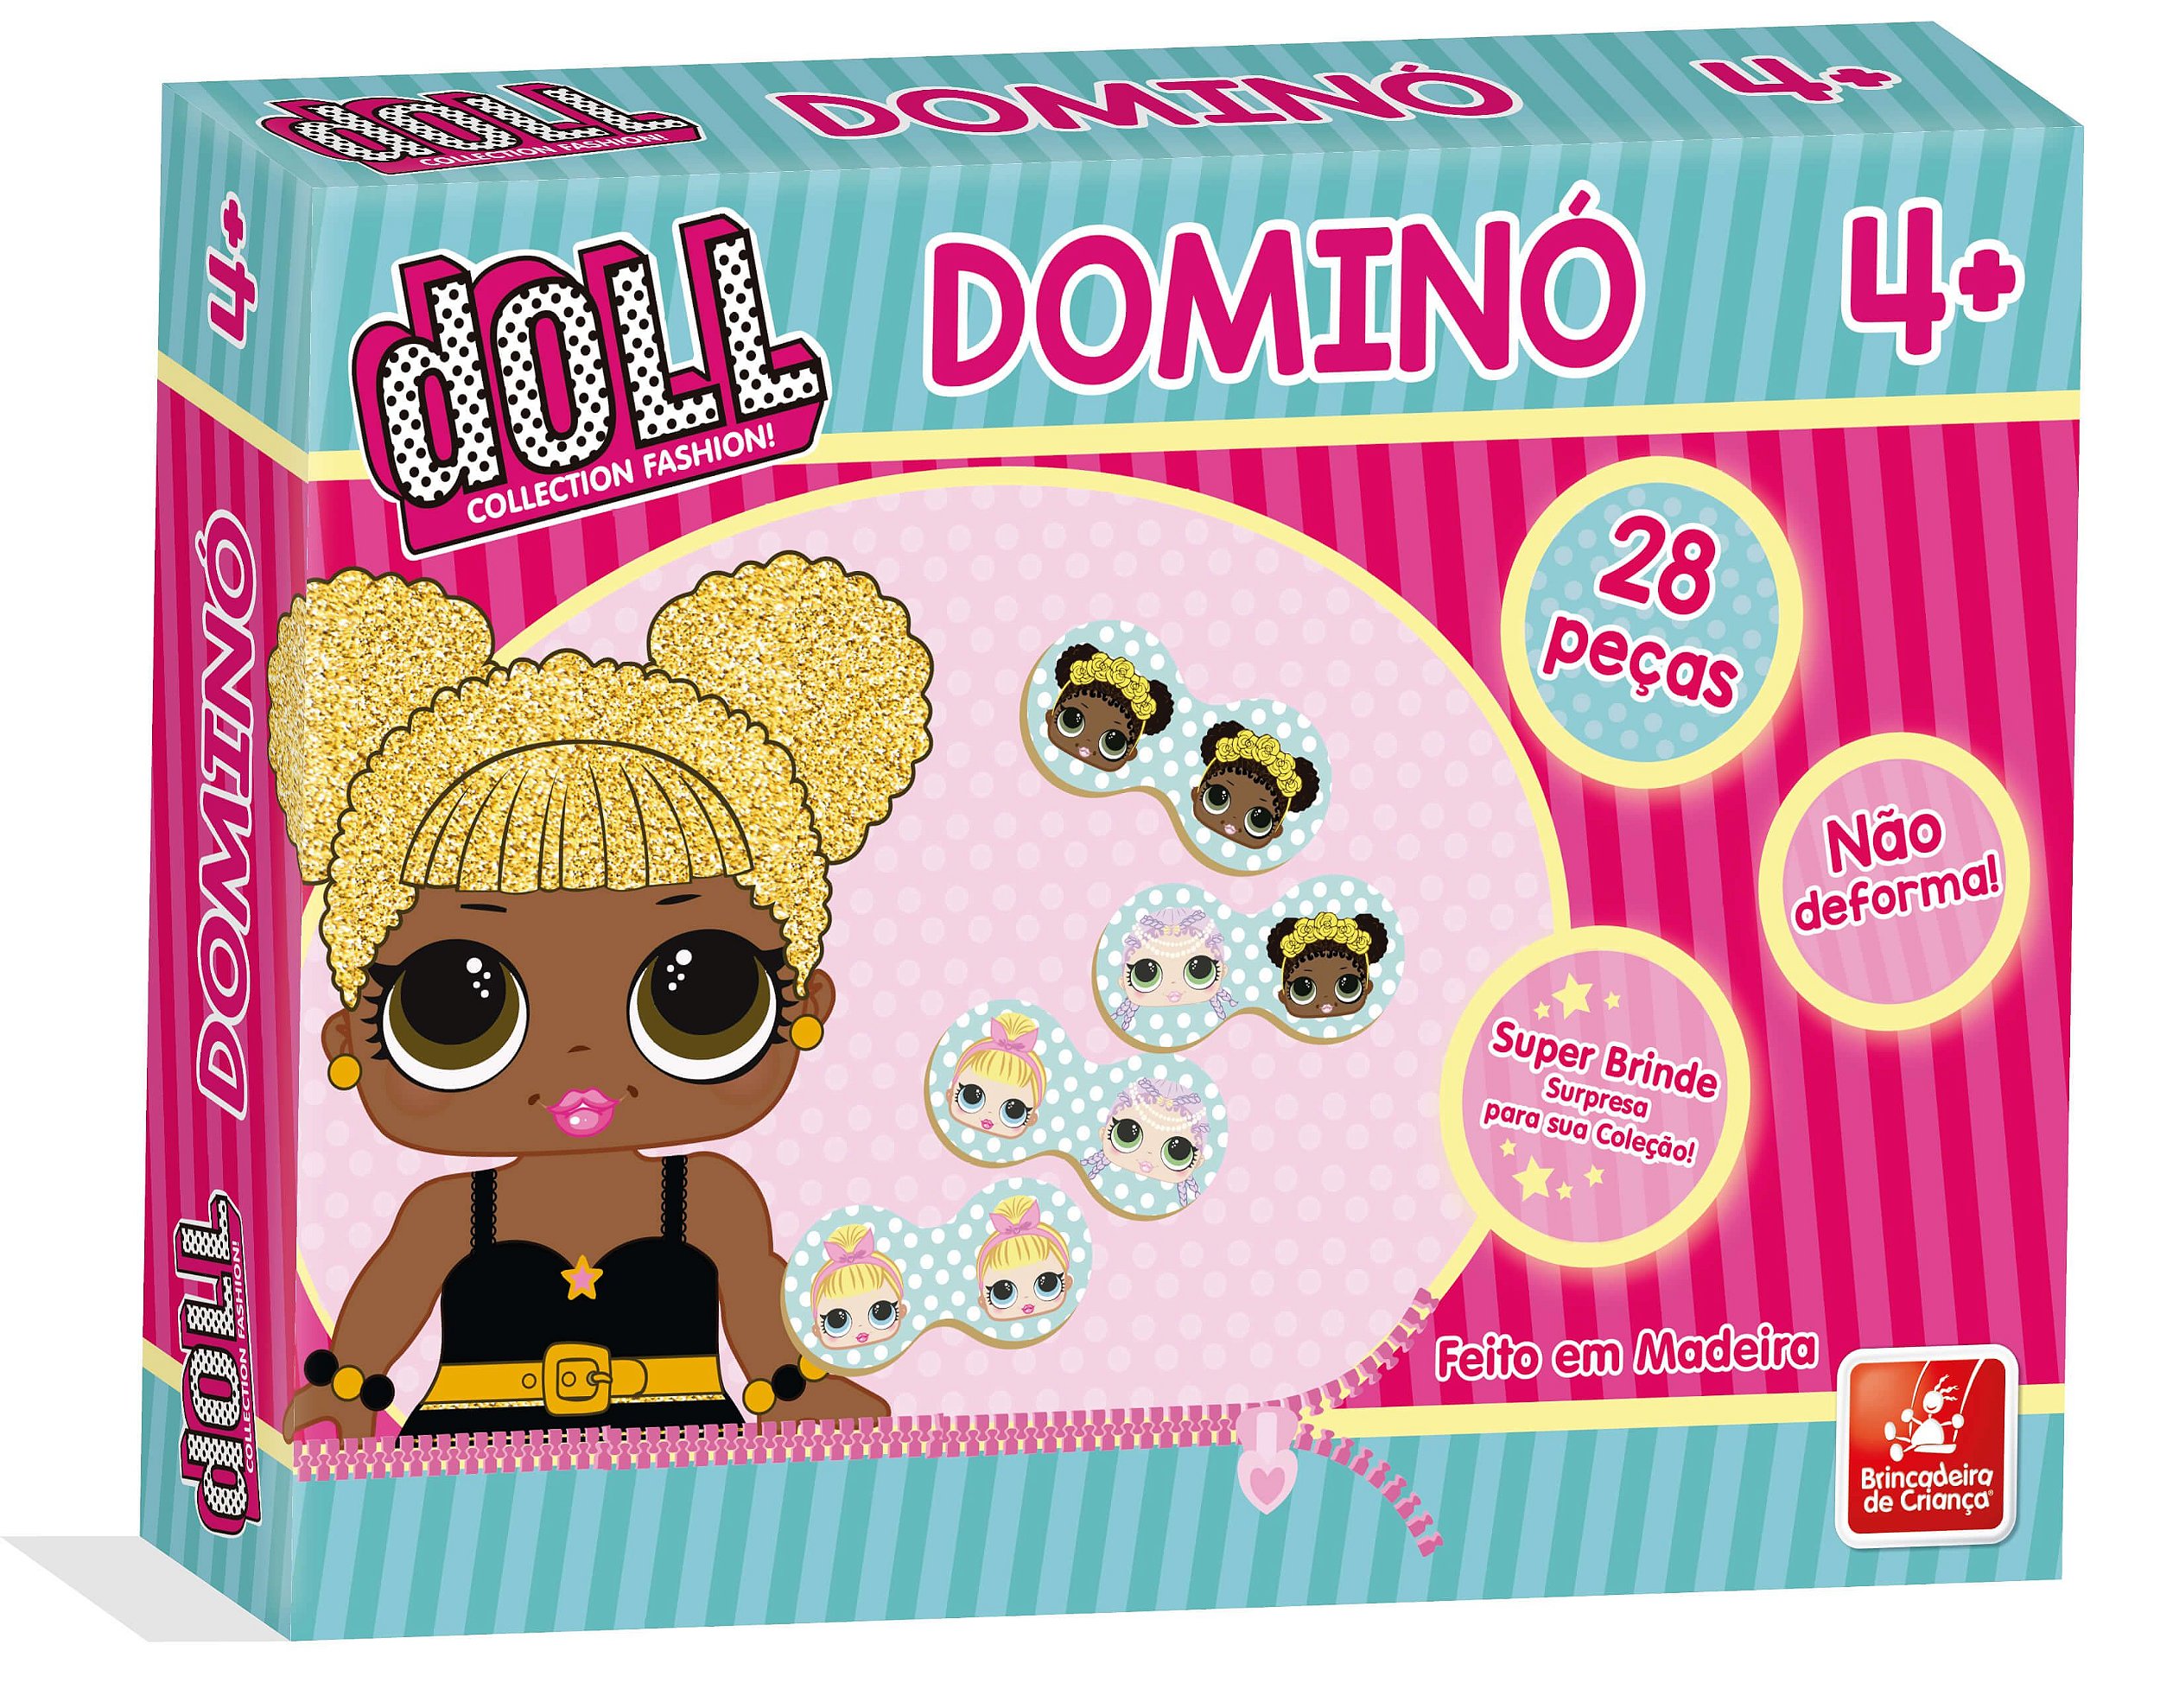 doLL
COLLECTION FASHION!
DOMINÓ
4+
4+
doLL
COLLECTION FASHION!
DOMINÓ
4+
DOMINÓ
doLL
COLLECTION FASHION!
28
peças
Não
deforma!
Super Brinde
Surpresa
para sua Coleção!
Feito em Madeira
Brincadeira
de Criança®